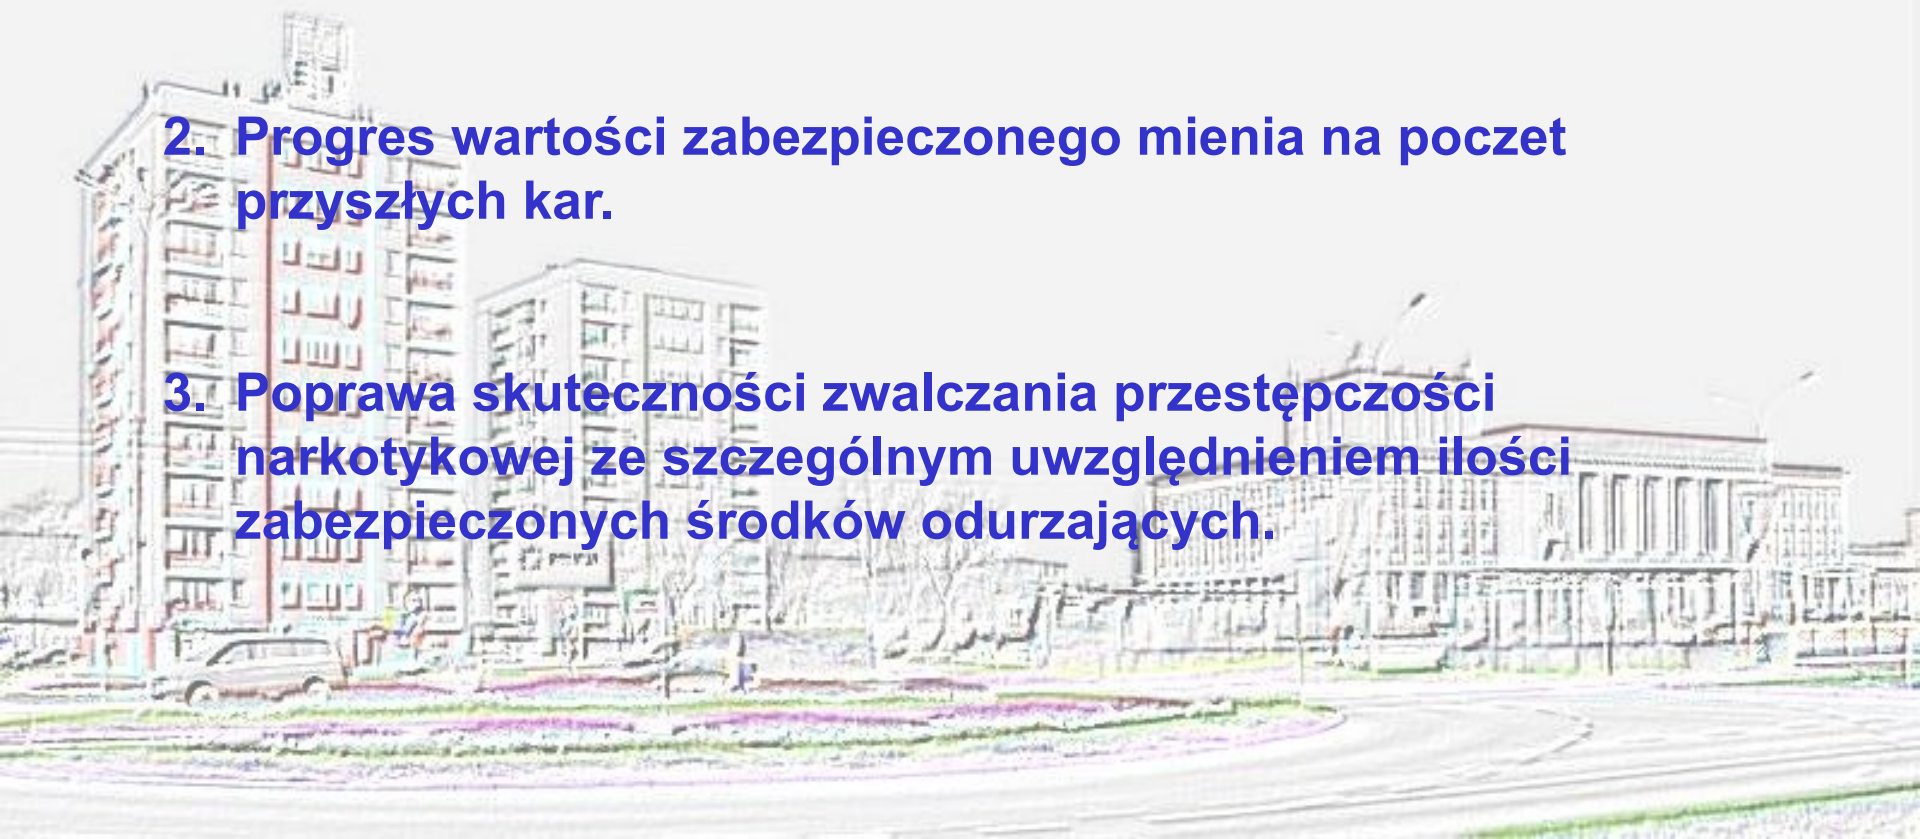 2. Progres wartości zabezpieczonego mienia na poczet
przyszłych kar.
3. Poprawa skuteczności zwalczania przestępczości
narkotykowej ze szczególnym uwzględnieniem ilości
zabezpieczonych środków odurzających.